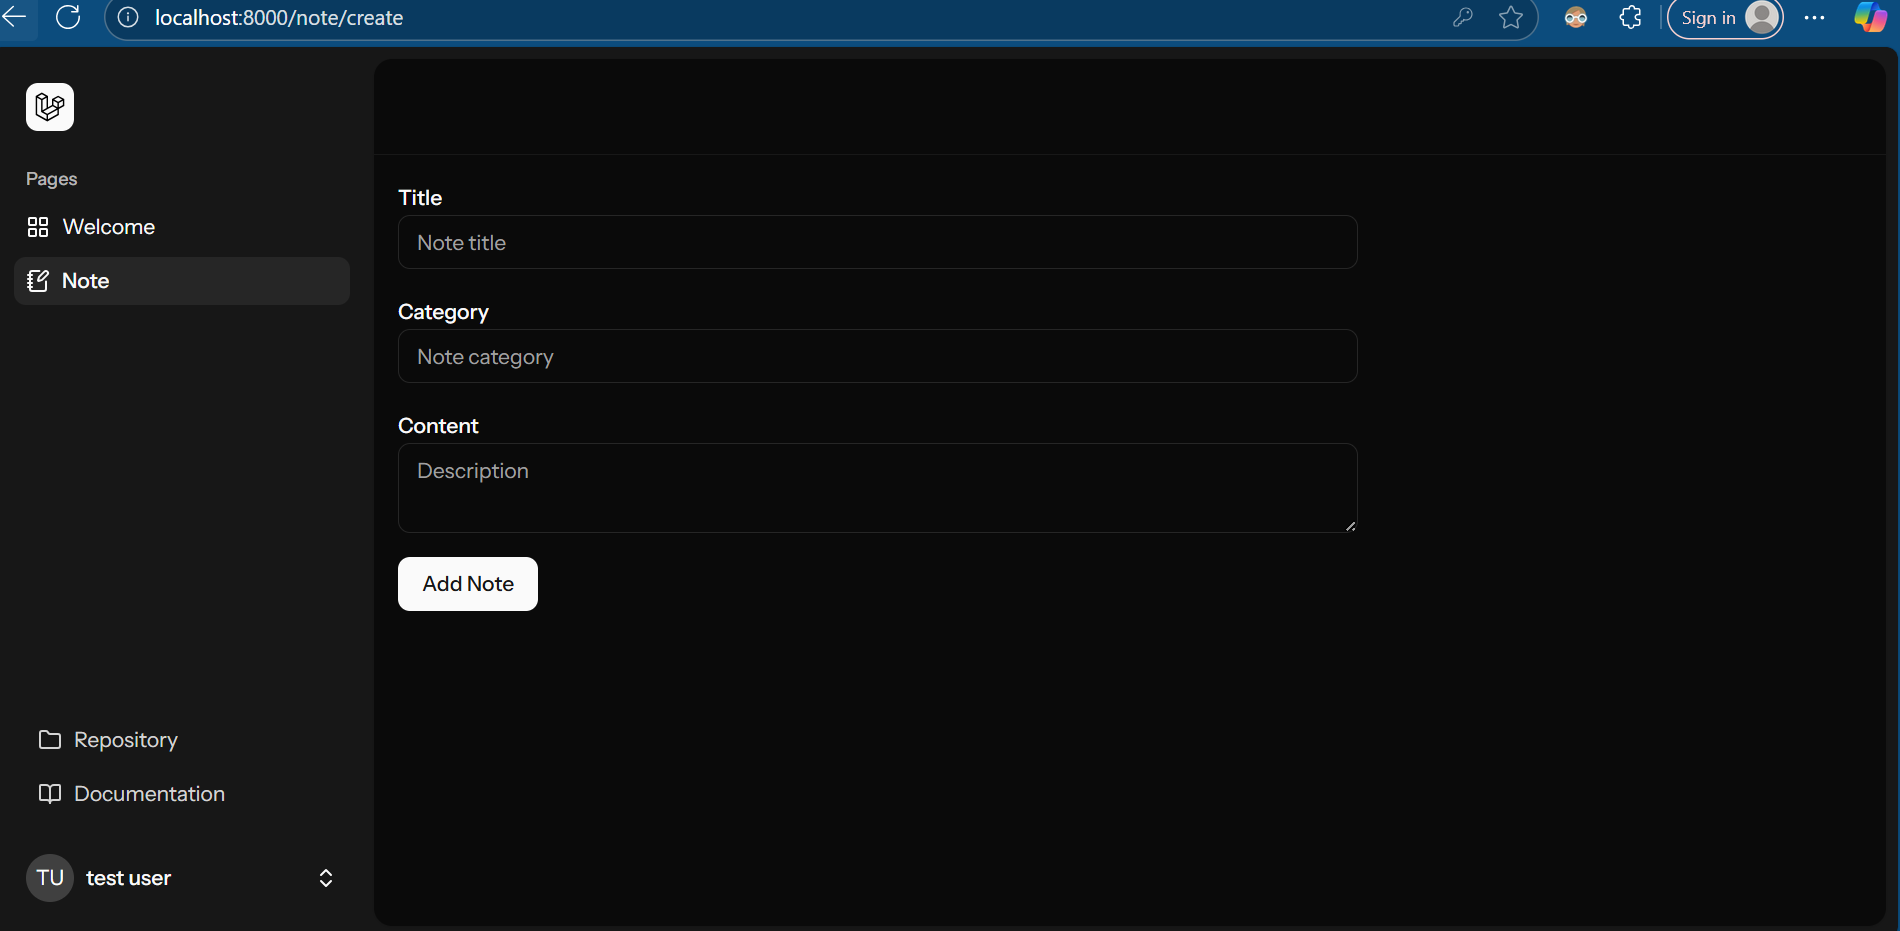 localhost:8000/note/create
Sign in
Pages
Welcome
Note
Title
Note title
Category
Note category
Content
Description
Add Note
Repository
Documentation
TU
test user